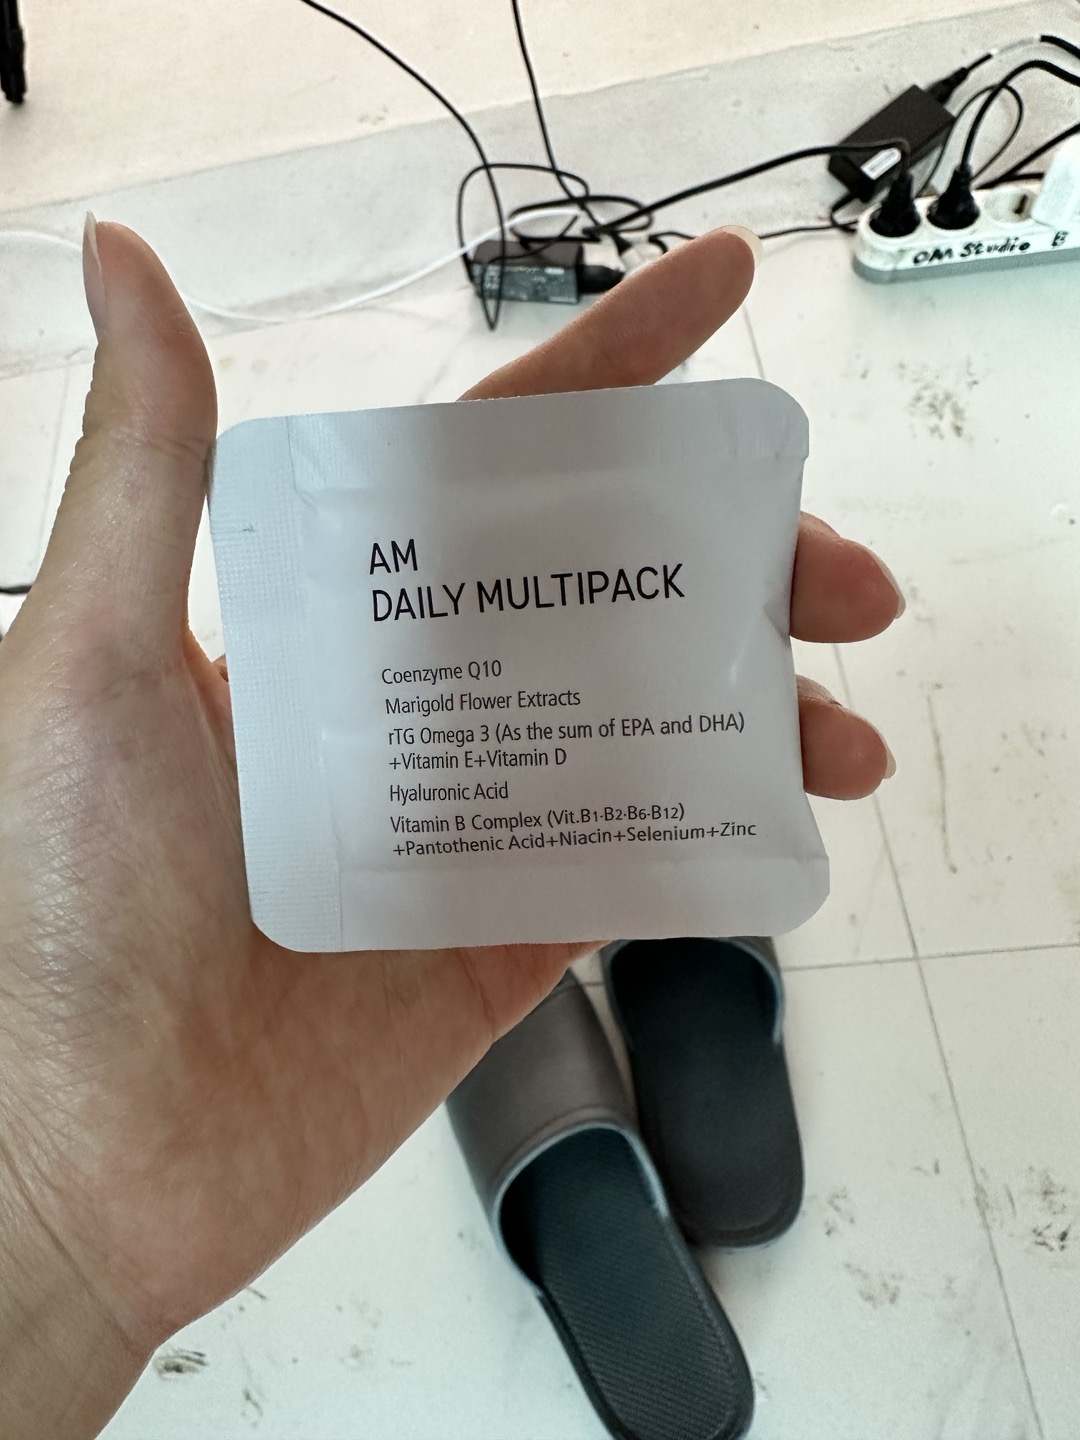 OM Studio B
AM
DAILY MULTIPACK
Coenzyme Q10
Marigold Flower Extracts
rTG Omega 3 (As the sum of EPA and DHA)
+Vitamin E+Vitamin D
Hyaluronic Acid
Vitamin B Complex (Vit.B1·B2·B6·B12)
+Pantothenic Acid+Niacin+Selenium+Zinc